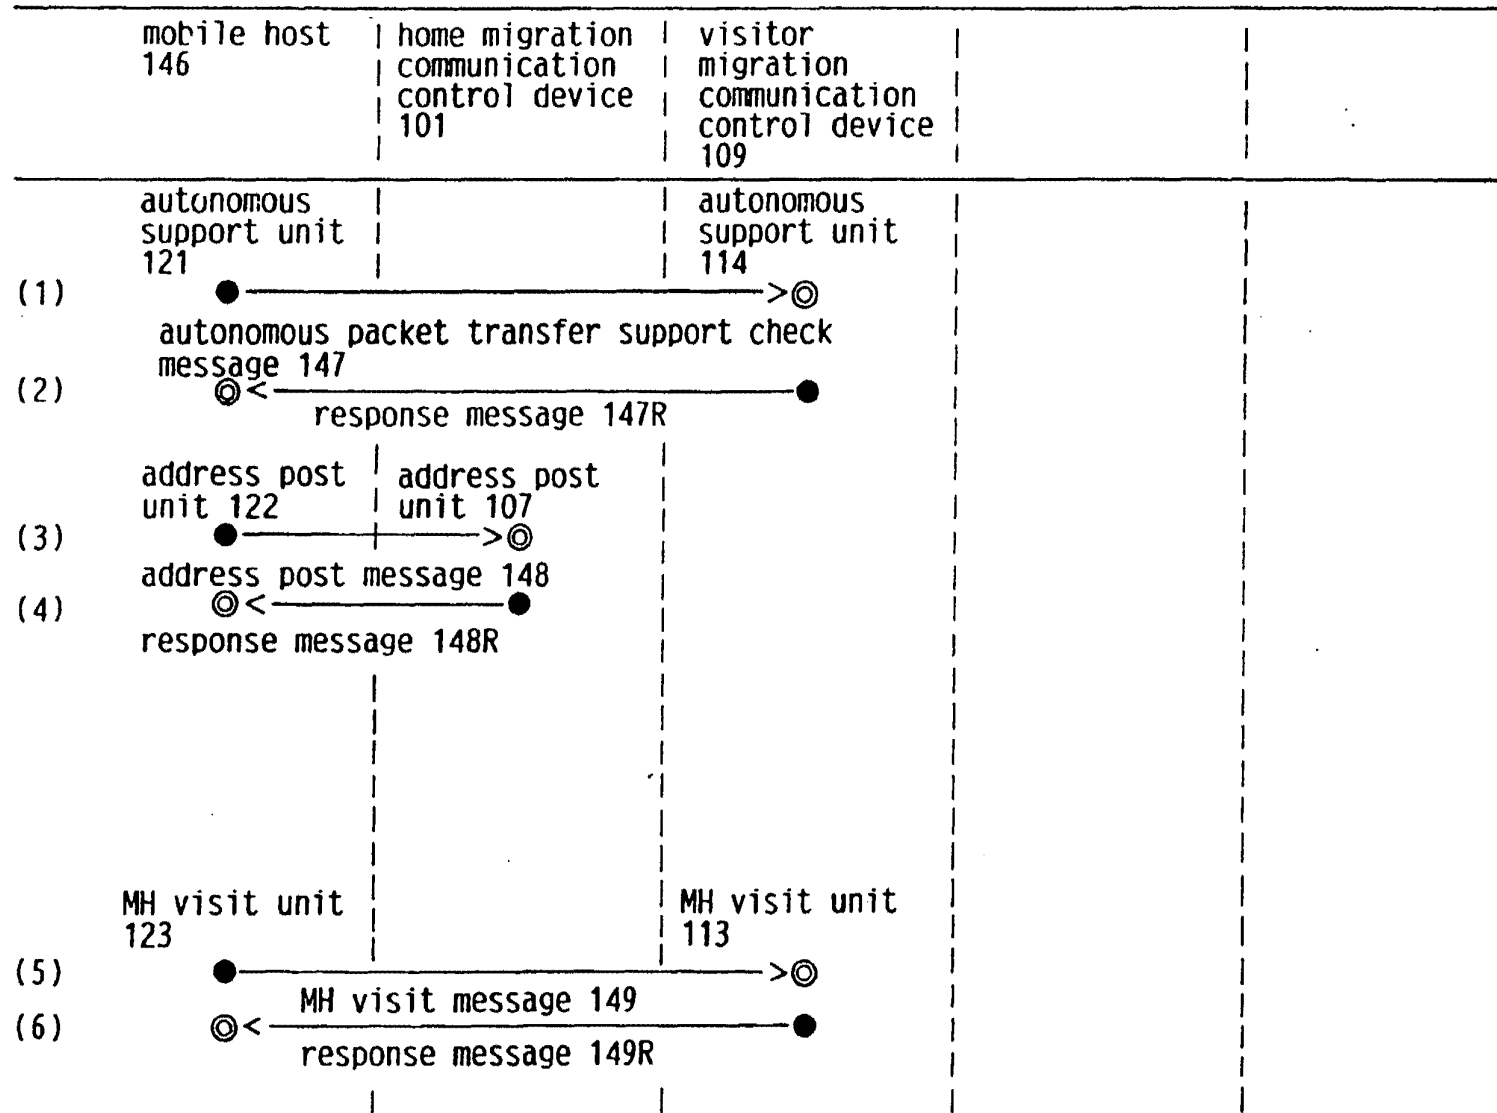 mobile host
146
home migration
communication
control device
101
visitor
migration
communication
control device
109
autonomous
support unit
121
autonomous
support unit
114
(1)
autonomous packet transfer support check
message 147
(2)
response message 147R
address post
unit 122
address post
unit 107
(3)
address post message 148
(4)
response message 148R
MH visit unit
123
MH visit unit
113
(5)
MH visit message 149
(6)
response message 149R